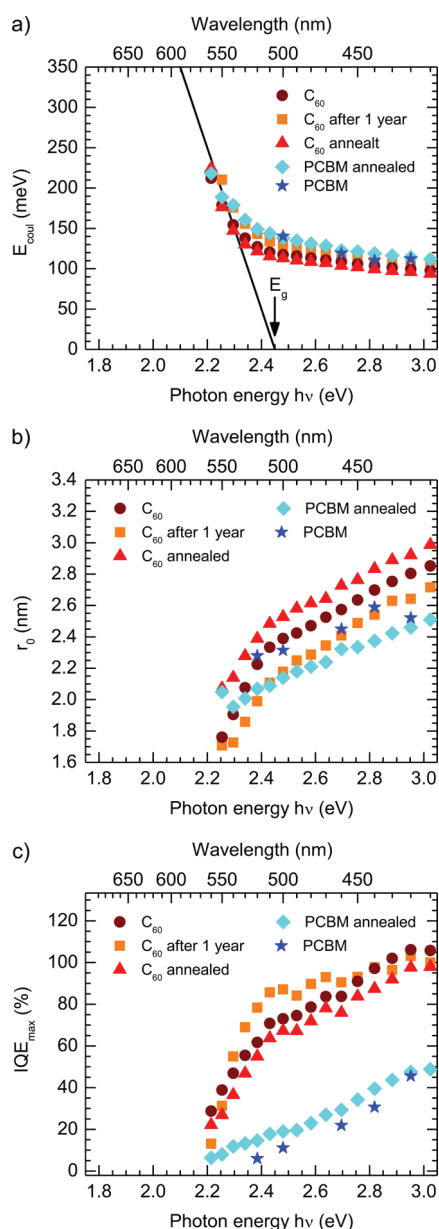 a)
Wavelength (nm)
650 600 550 500 450
E_coul (meV)
350
300
250
200
150
100
50
0
C₆₀
C₆₀ after 1 year
C₆₀ annealt
PCBM annealed
PCBM
E_g
1.8 2.0 2.2 2.4 2.6 2.8 3.0
Photon energy hν (eV)
b)
Wavelength (nm)
650 600 550 500 450
r₀ (nm)
3.4
3.2
3.0
2.8
2.6
2.4
2.2
2.0
1.8
1.6
C₆₀
C₆₀ after 1 year
C₆₀ annealed
PCBM annealed
PCBM
1.8 2.0 2.2 2.4 2.6 2.8 3.0
Photon energy hν (eV)
c)
Wavelength (nm)
650 600 550 500 450
IQE_max (%)
120
100
80
60
40
20
0
C₆₀
C₆₀ after 1 year
C₆₀ annealed
PCBM annealed
PCBM
1.8 2.0 2.2 2.4 2.6 2.8 3.0
Photon energy hν (eV)